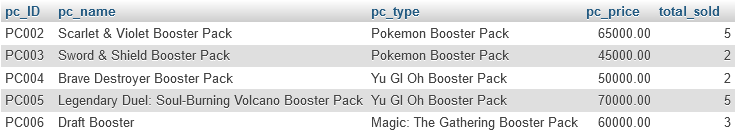 pc_ID pc_name pc_type pc_price total_sold
PC002 Scarlet & Violet Booster Pack Pokemon Booster Pack 65000.00 5
PC003 Sword & Shield Booster Pack Pokemon Booster Pack 45000.00 2
PC004 Brave Destroyer Booster Pack Yu GI Oh Booster Pack 50000.00 2
PC005 Legendary Duel: Soul-Burning Volcano Booster Pack Yu GI Oh Booster Pack 70000.00 5
PC006 Draft Booster Magic: The Gathering Booster Pack 60000.00 3